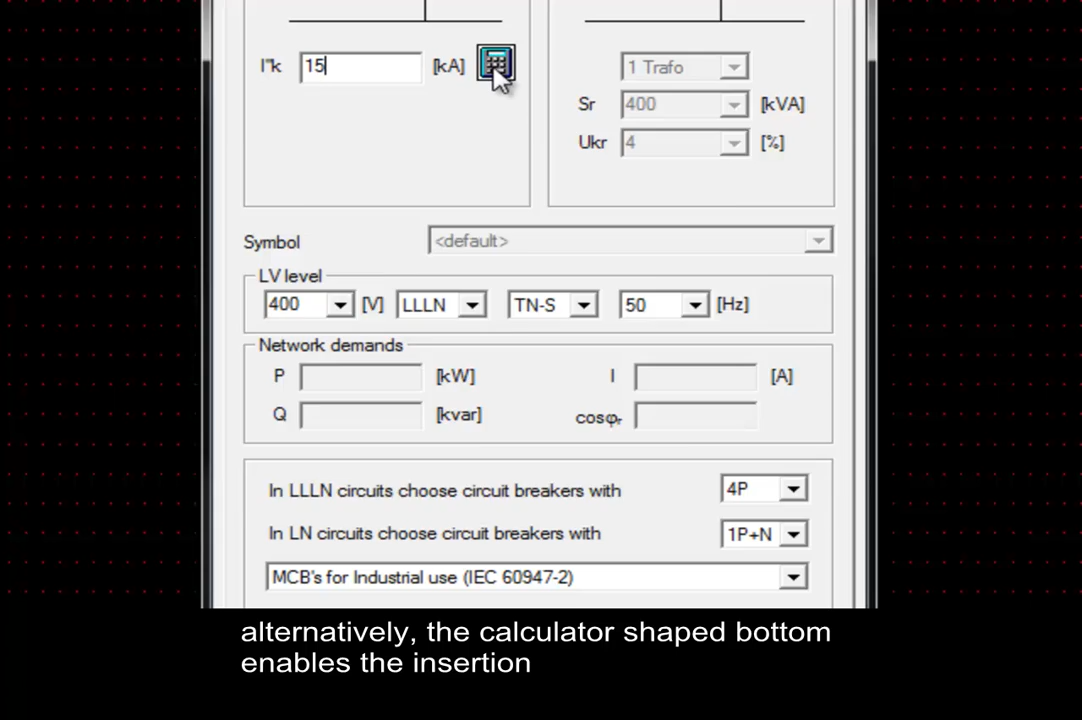 I"k 15 [kA] 1 Trafo
Sr 400 [kVA]
Ukr 4 [%]
Symbol <default>
LV level
400 [V] LLLN TN-S 50 [Hz]
Network demands
P [kW] I [A]
Q [kvar] cosφr
In LLLN circuits choose circuit breakers with 4P
In LN circuits choose circuit breakers with 1P+N
MCB's for Industrial use (IEC 60947-2)
alternatively, the calculator shaped bottom
enables the insertion